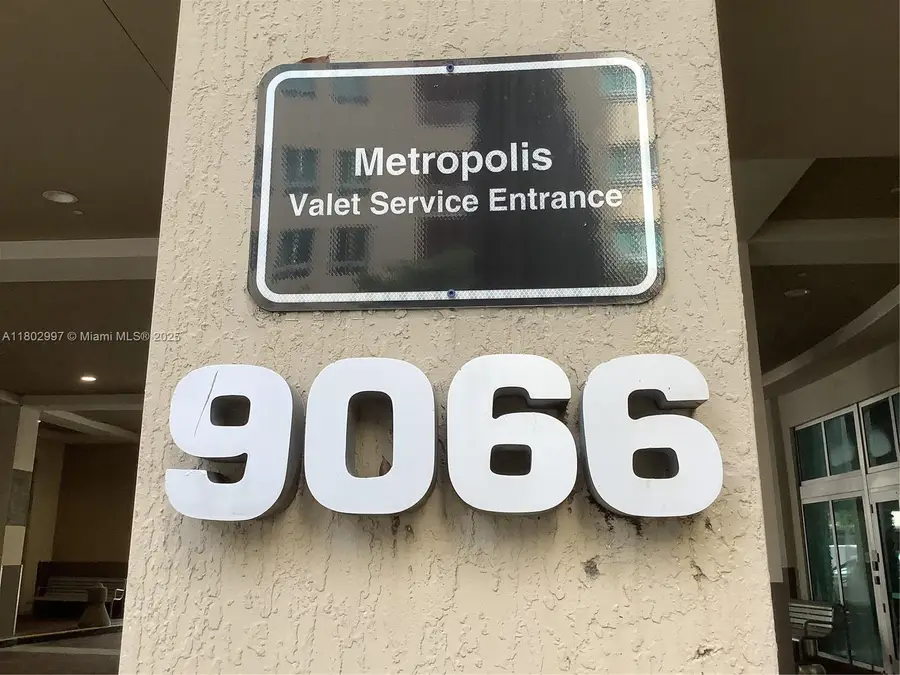 Metropolis
Valet Service Entrance
A11802997 © Miami MLS® 2025
9066